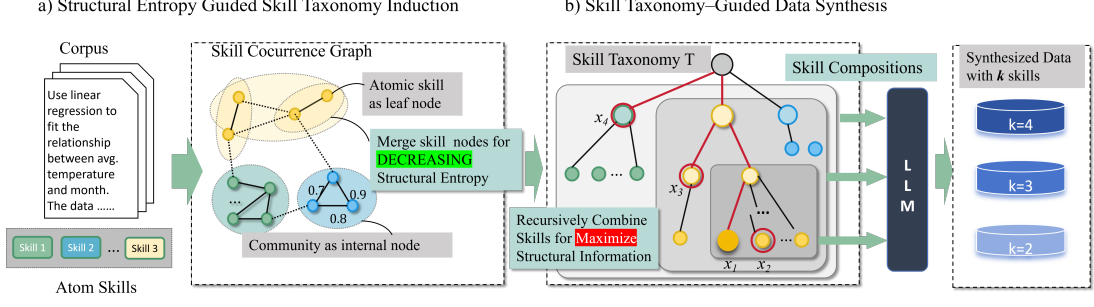 a) Structural Entropy Guided Skill Taxonomy Induction
b) Skill Taxonomy–Guided Data Synthesis
Corpus
Use linear
regression to
fit the
relationship
between avg.
temperature
and month.
The data ......
Skill 1
Skill 2
...
Skill 3
Atom Skills
Skill Cocurrence Graph
Atomic skill
as leaf node
Merge skill nodes for
DECREASING
Structural Entropy
...
0.7
0.9
0.8
Community as internal node
Skill Taxonomy T
x4
...
x3
...
...
x1
x2
Recursively Combine
Skills for Maximize
Structural Information
Skill Compositions
L
L
M
Synthesized Data
with k skills
k=4
k=3
k=2